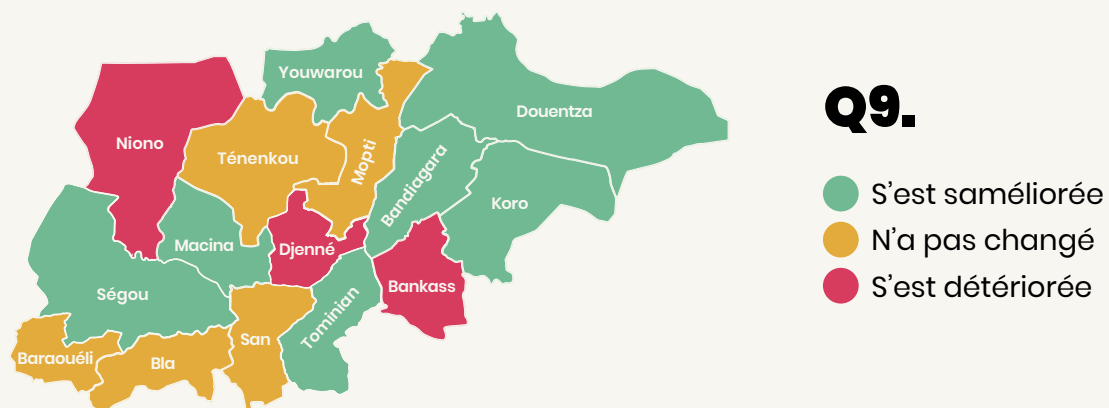 Youwarou
Douentza
Niono
Ténenkou
Mopti
Bandiagara
Koro
Macina
Djenné
Ségou
Bankass
Tominian
San
Baraouéli
Bla
Q9.
S’est saméliorée
N’a pas changé
S’est détériorée